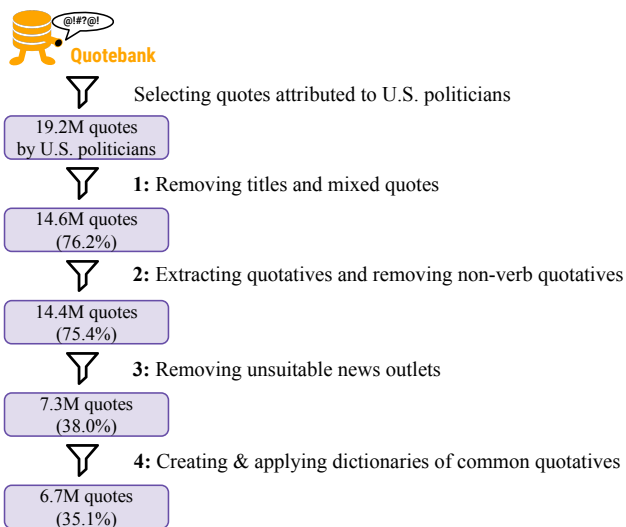 @!#?@!
Quotebank
Selecting quotes attributed to U.S. politicians
19.2M quotes
by U.S. politicians
1: Removing titles and mixed quotes
14.6M quotes
(76.2%)
2: Extracting quotatives and removing non-verb quotatives
14.4M quotes
(75.4%)
3: Removing unsuitable news outlets
7.3M quotes
(38.0%)
4: Creating & applying dictionaries of common quotatives
6.7M quotes
(35.1%)